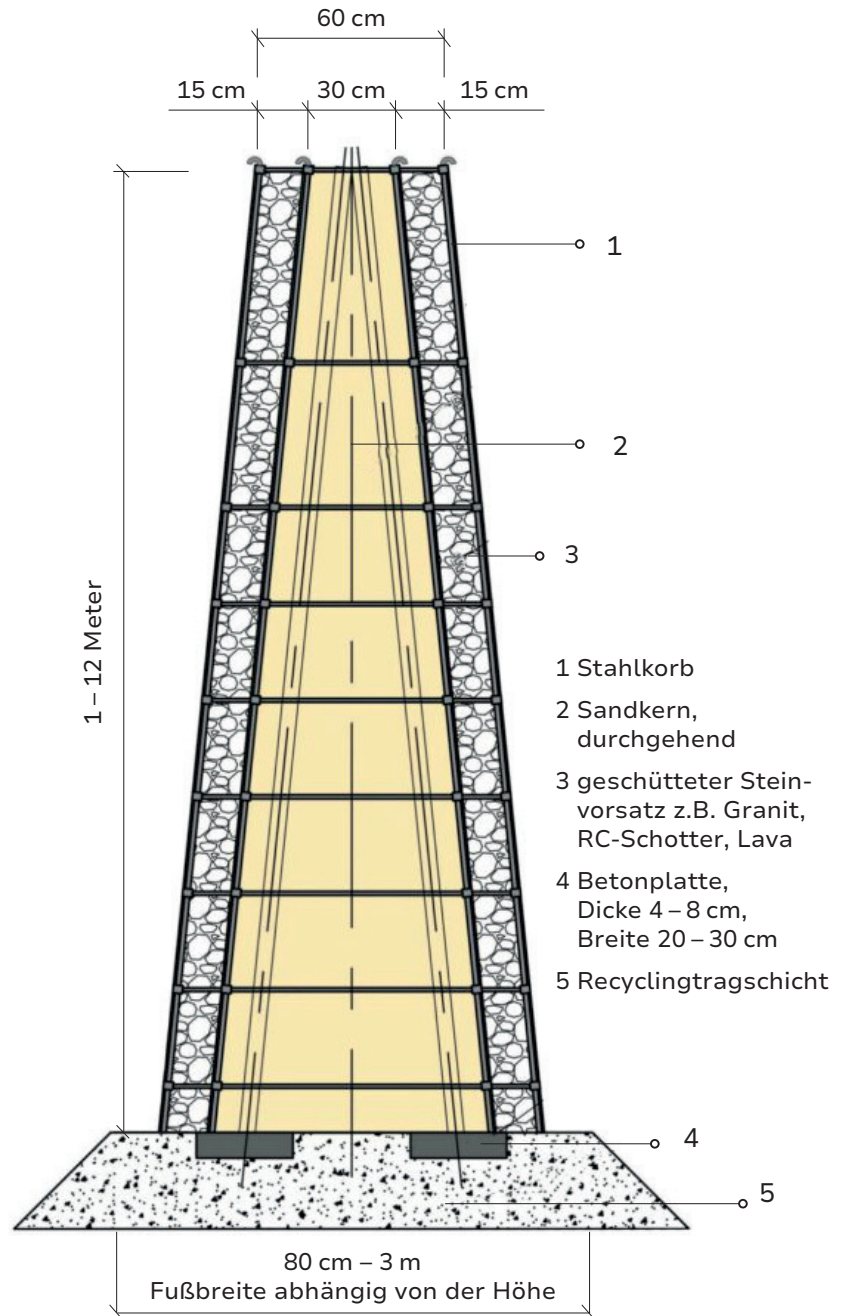 60 cm
15 cm 30 cm 15 cm
1
2
3
1 – 12 Meter
1 Stahlkorb
2 Sandkern,
durchgehend
3 geschütteter Stein-
vorsatz z.B. Granit,
RC-Schotter, Lava
4 Betonplatte,
Dicke 4 – 8 cm,
Breite 20 – 30 cm
5 Recyclingtragschicht
4
5
80 cm – 3 m
Fußbreite abhängig von der Höhe